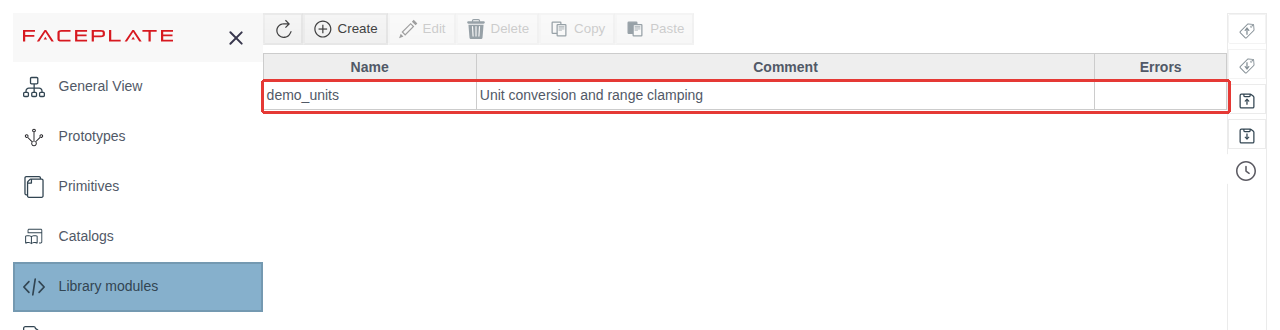 FACEPLATE
Create Edit Delete Copy Paste
Name Comment Errors
demo_units Unit conversion and range clamping
General View
Prototypes
Primitives
Catalogs
Library modules